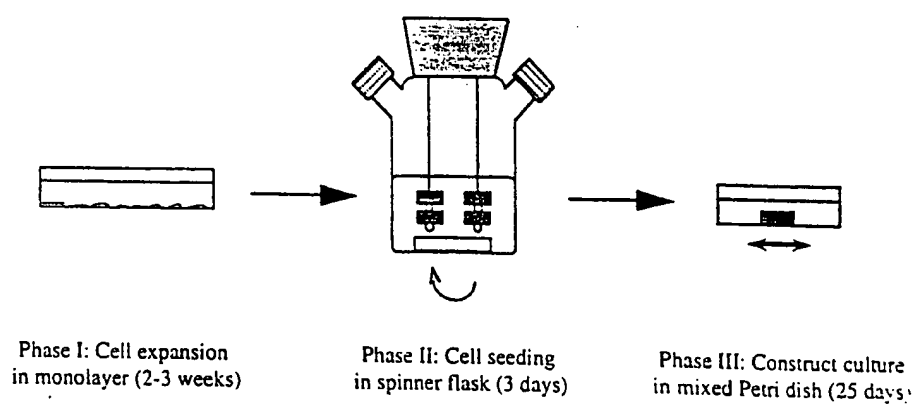 Phase I: Cell expansion
in monolayer (2-3 weeks)
Phase II: Cell seeding
in spinner flask (3 days)
Phase III: Construct culture
in mixed Petri dish (25 days)